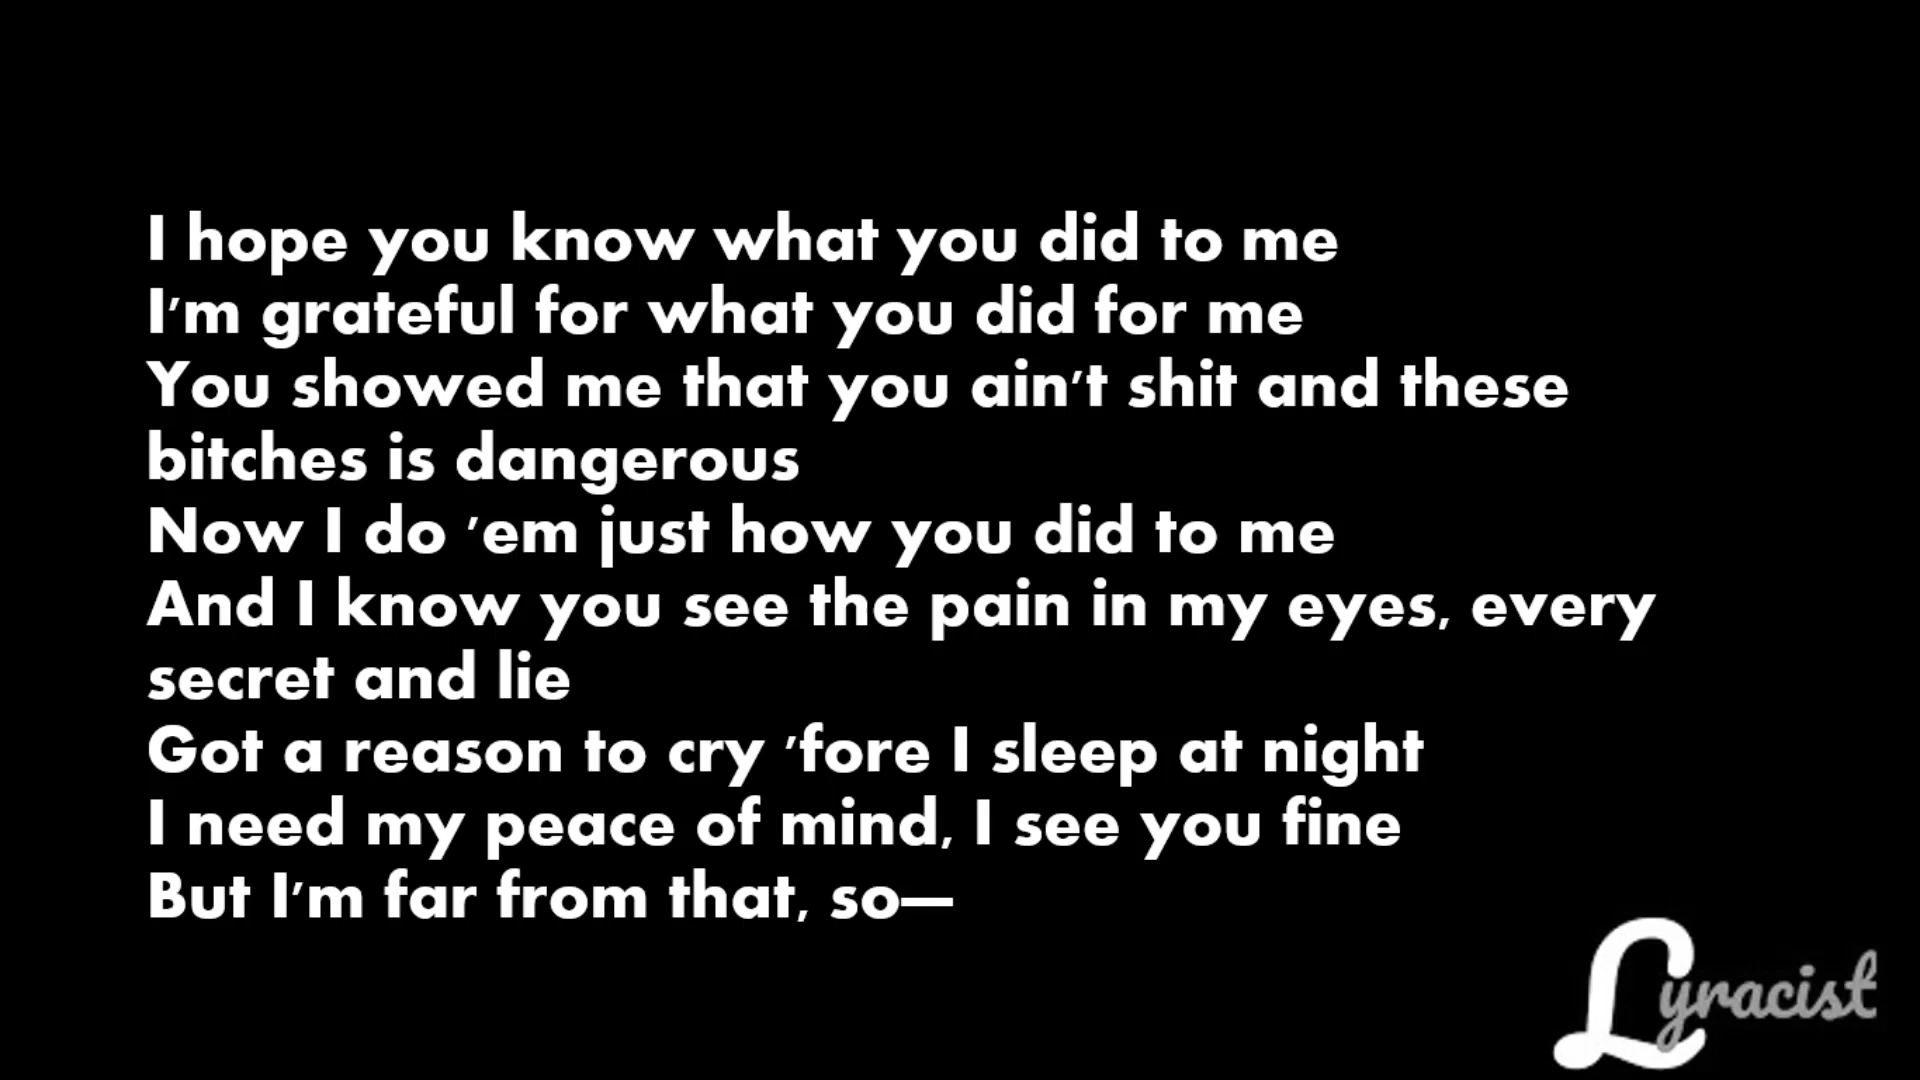 I hope you know what you did to me
I'm grateful for what you did for me
You showed me that you ain't shit and these
bitches is dangerous
Now I do 'em just how you did to me
And I know you see the pain in my eyes, every
secret and lie
Got a reason to cry 'fore I sleep at night
I need my peace of mind, I see you fine
But I'm far from that, so—
Lyracist